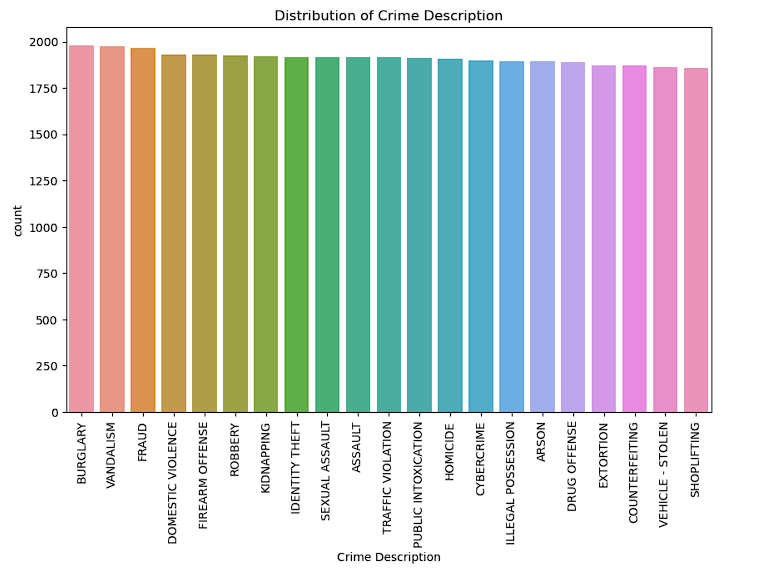 Distribution of Crime Description
2000
1750
1500
1250
1000
750
500
250
0
count
BURGLARY
VANDALISM
FRAUD
DOMESTIC VIOLENCE
FIREARM OFFENSE
ROBBERY
KIDNAPPING
IDENTITY THEFT
SEXUAL ASSAULT
ASSAULT
TRAFFIC VIOLATION
PUBLIC INTOXICATION
HOMICIDE
CYBERCRIME
ILLEGAL POSSESSION
ARSON
DRUG OFFENSE
EXTORTION
COUNTERFEITING
VEHICLE - STOLEN
SHOPLIFTING
Crime Description